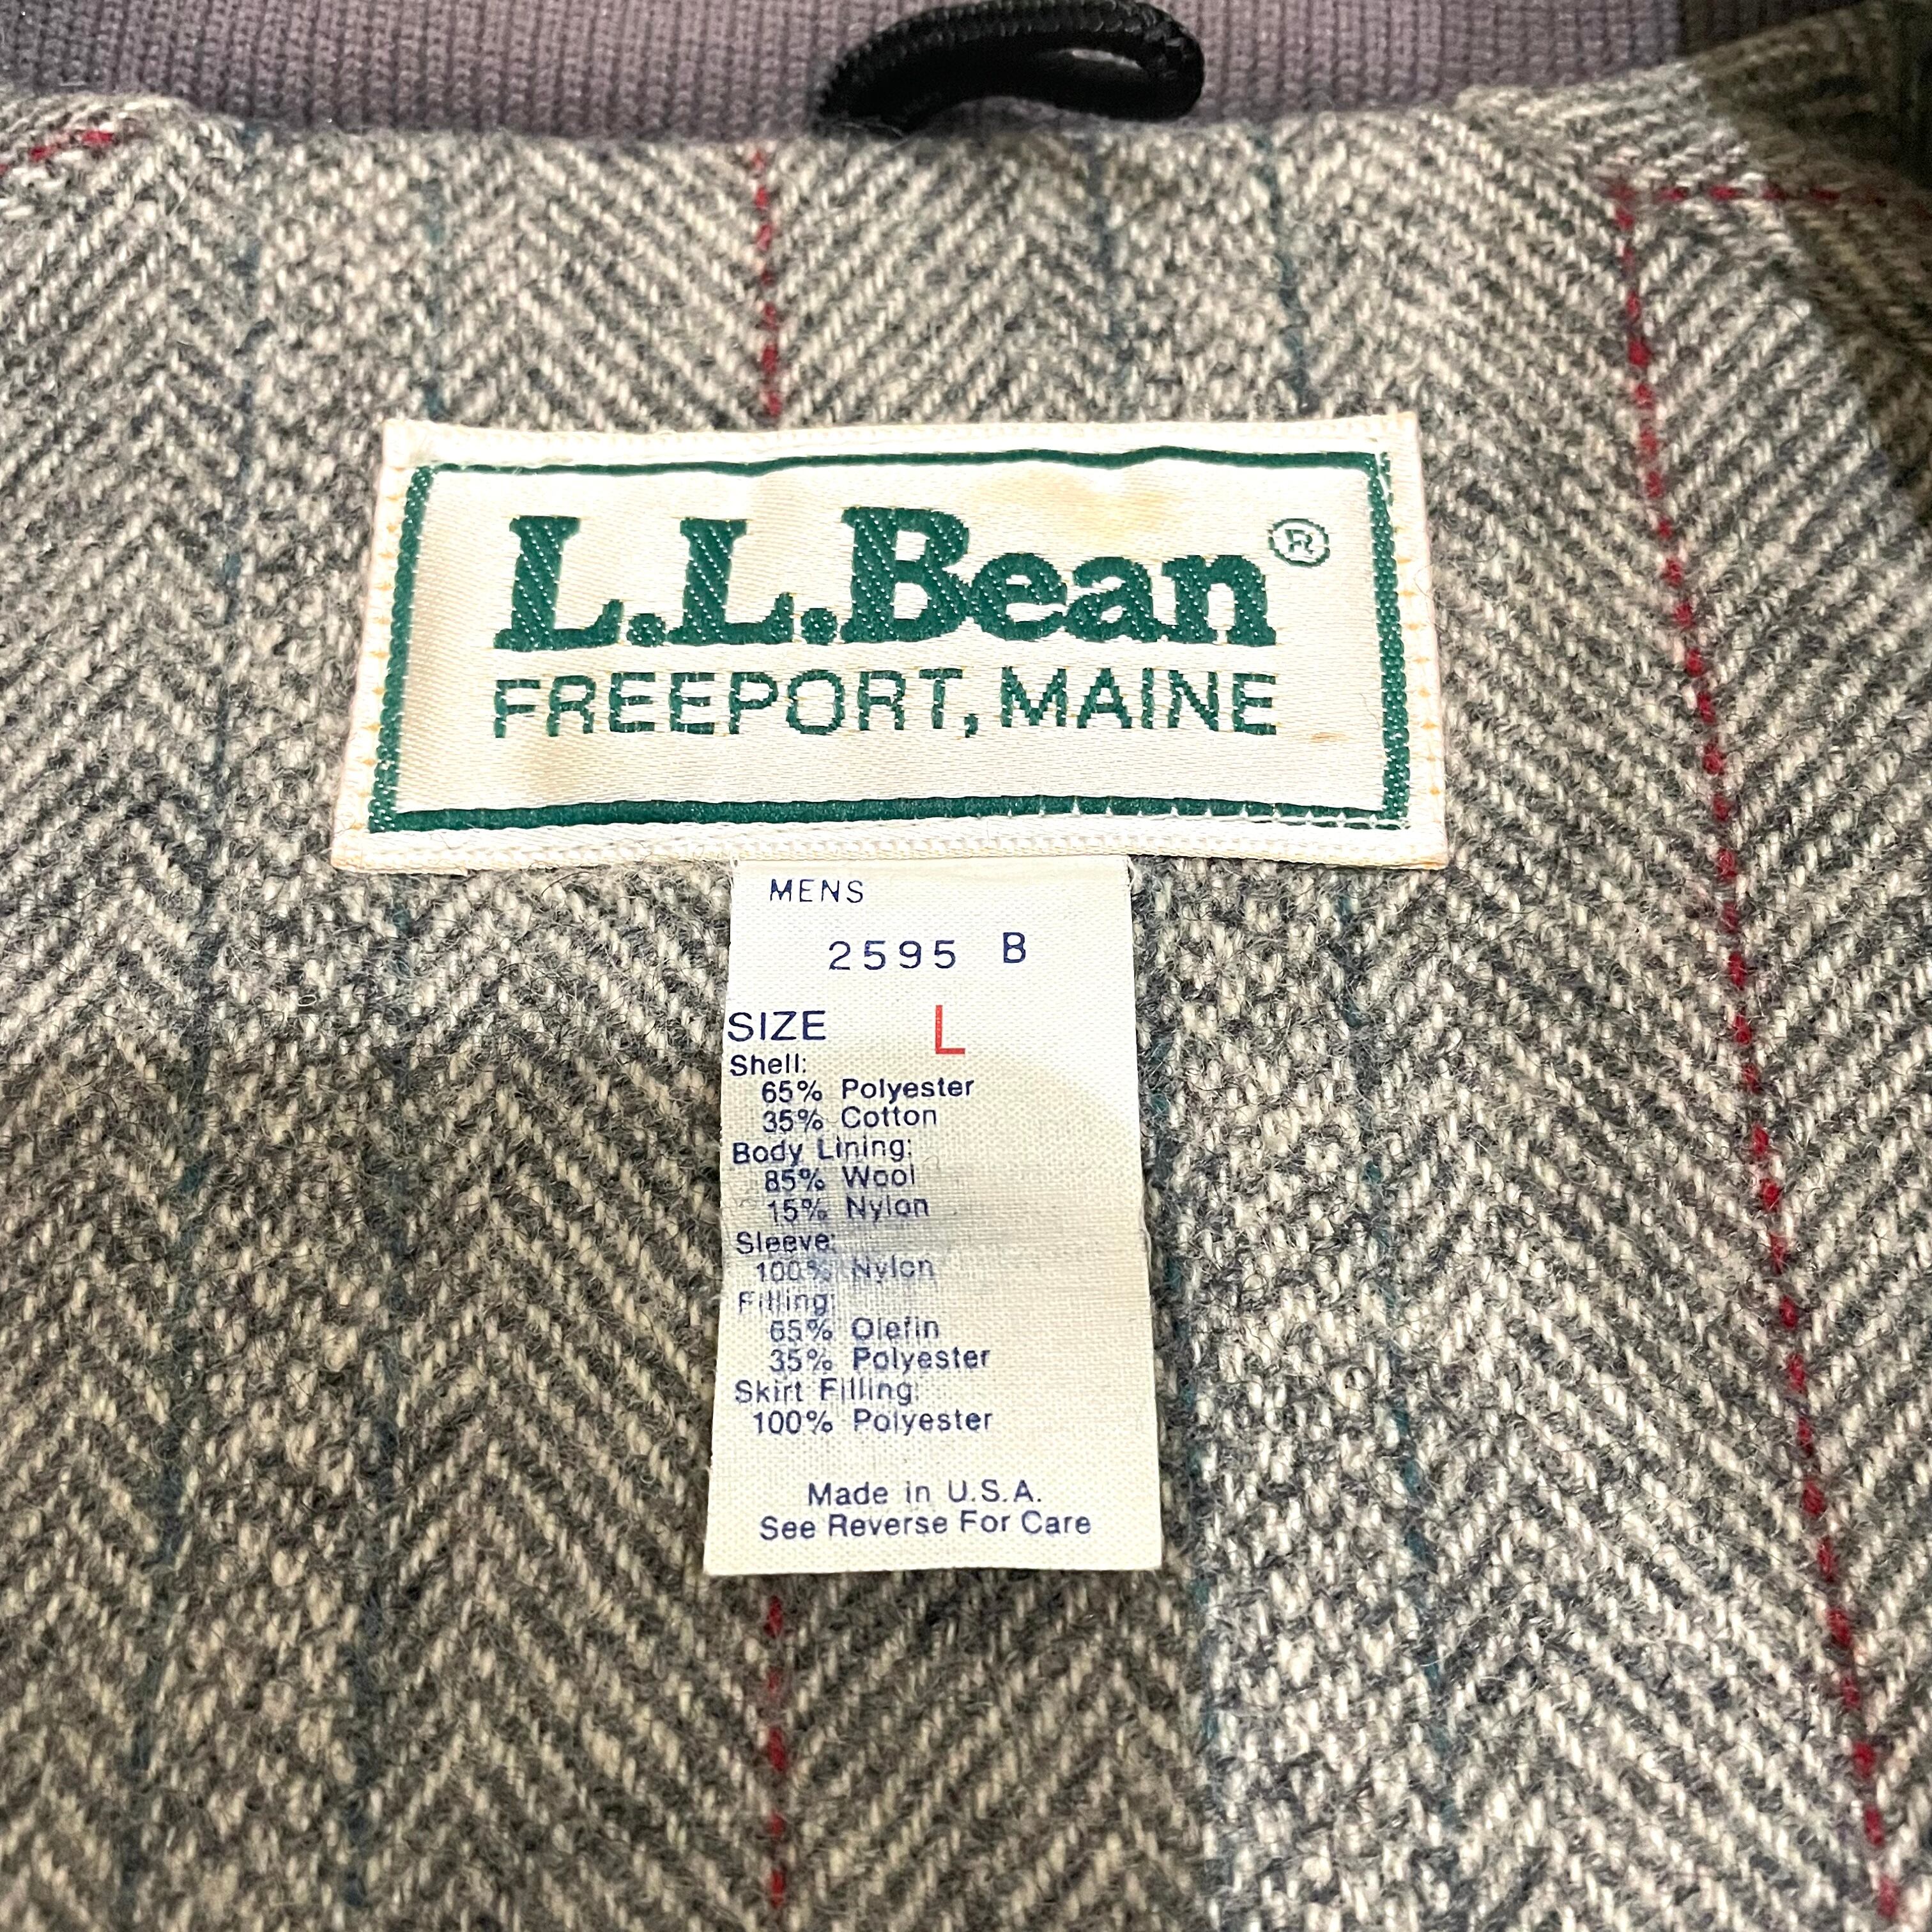 L.L.Bean®
FREEPORT, MAINE
MENS
2595 B
SIZE L
Shell:
65% Polyester
35% Cotton
Body Lining:
85% Wool
15% Nylon
Sleeve:
100% Nylon
Filling:
65% Olefin
35% Polyester
Skirt Filling:
100% Polyester
Made in U.S.A.
See Reverse For Care